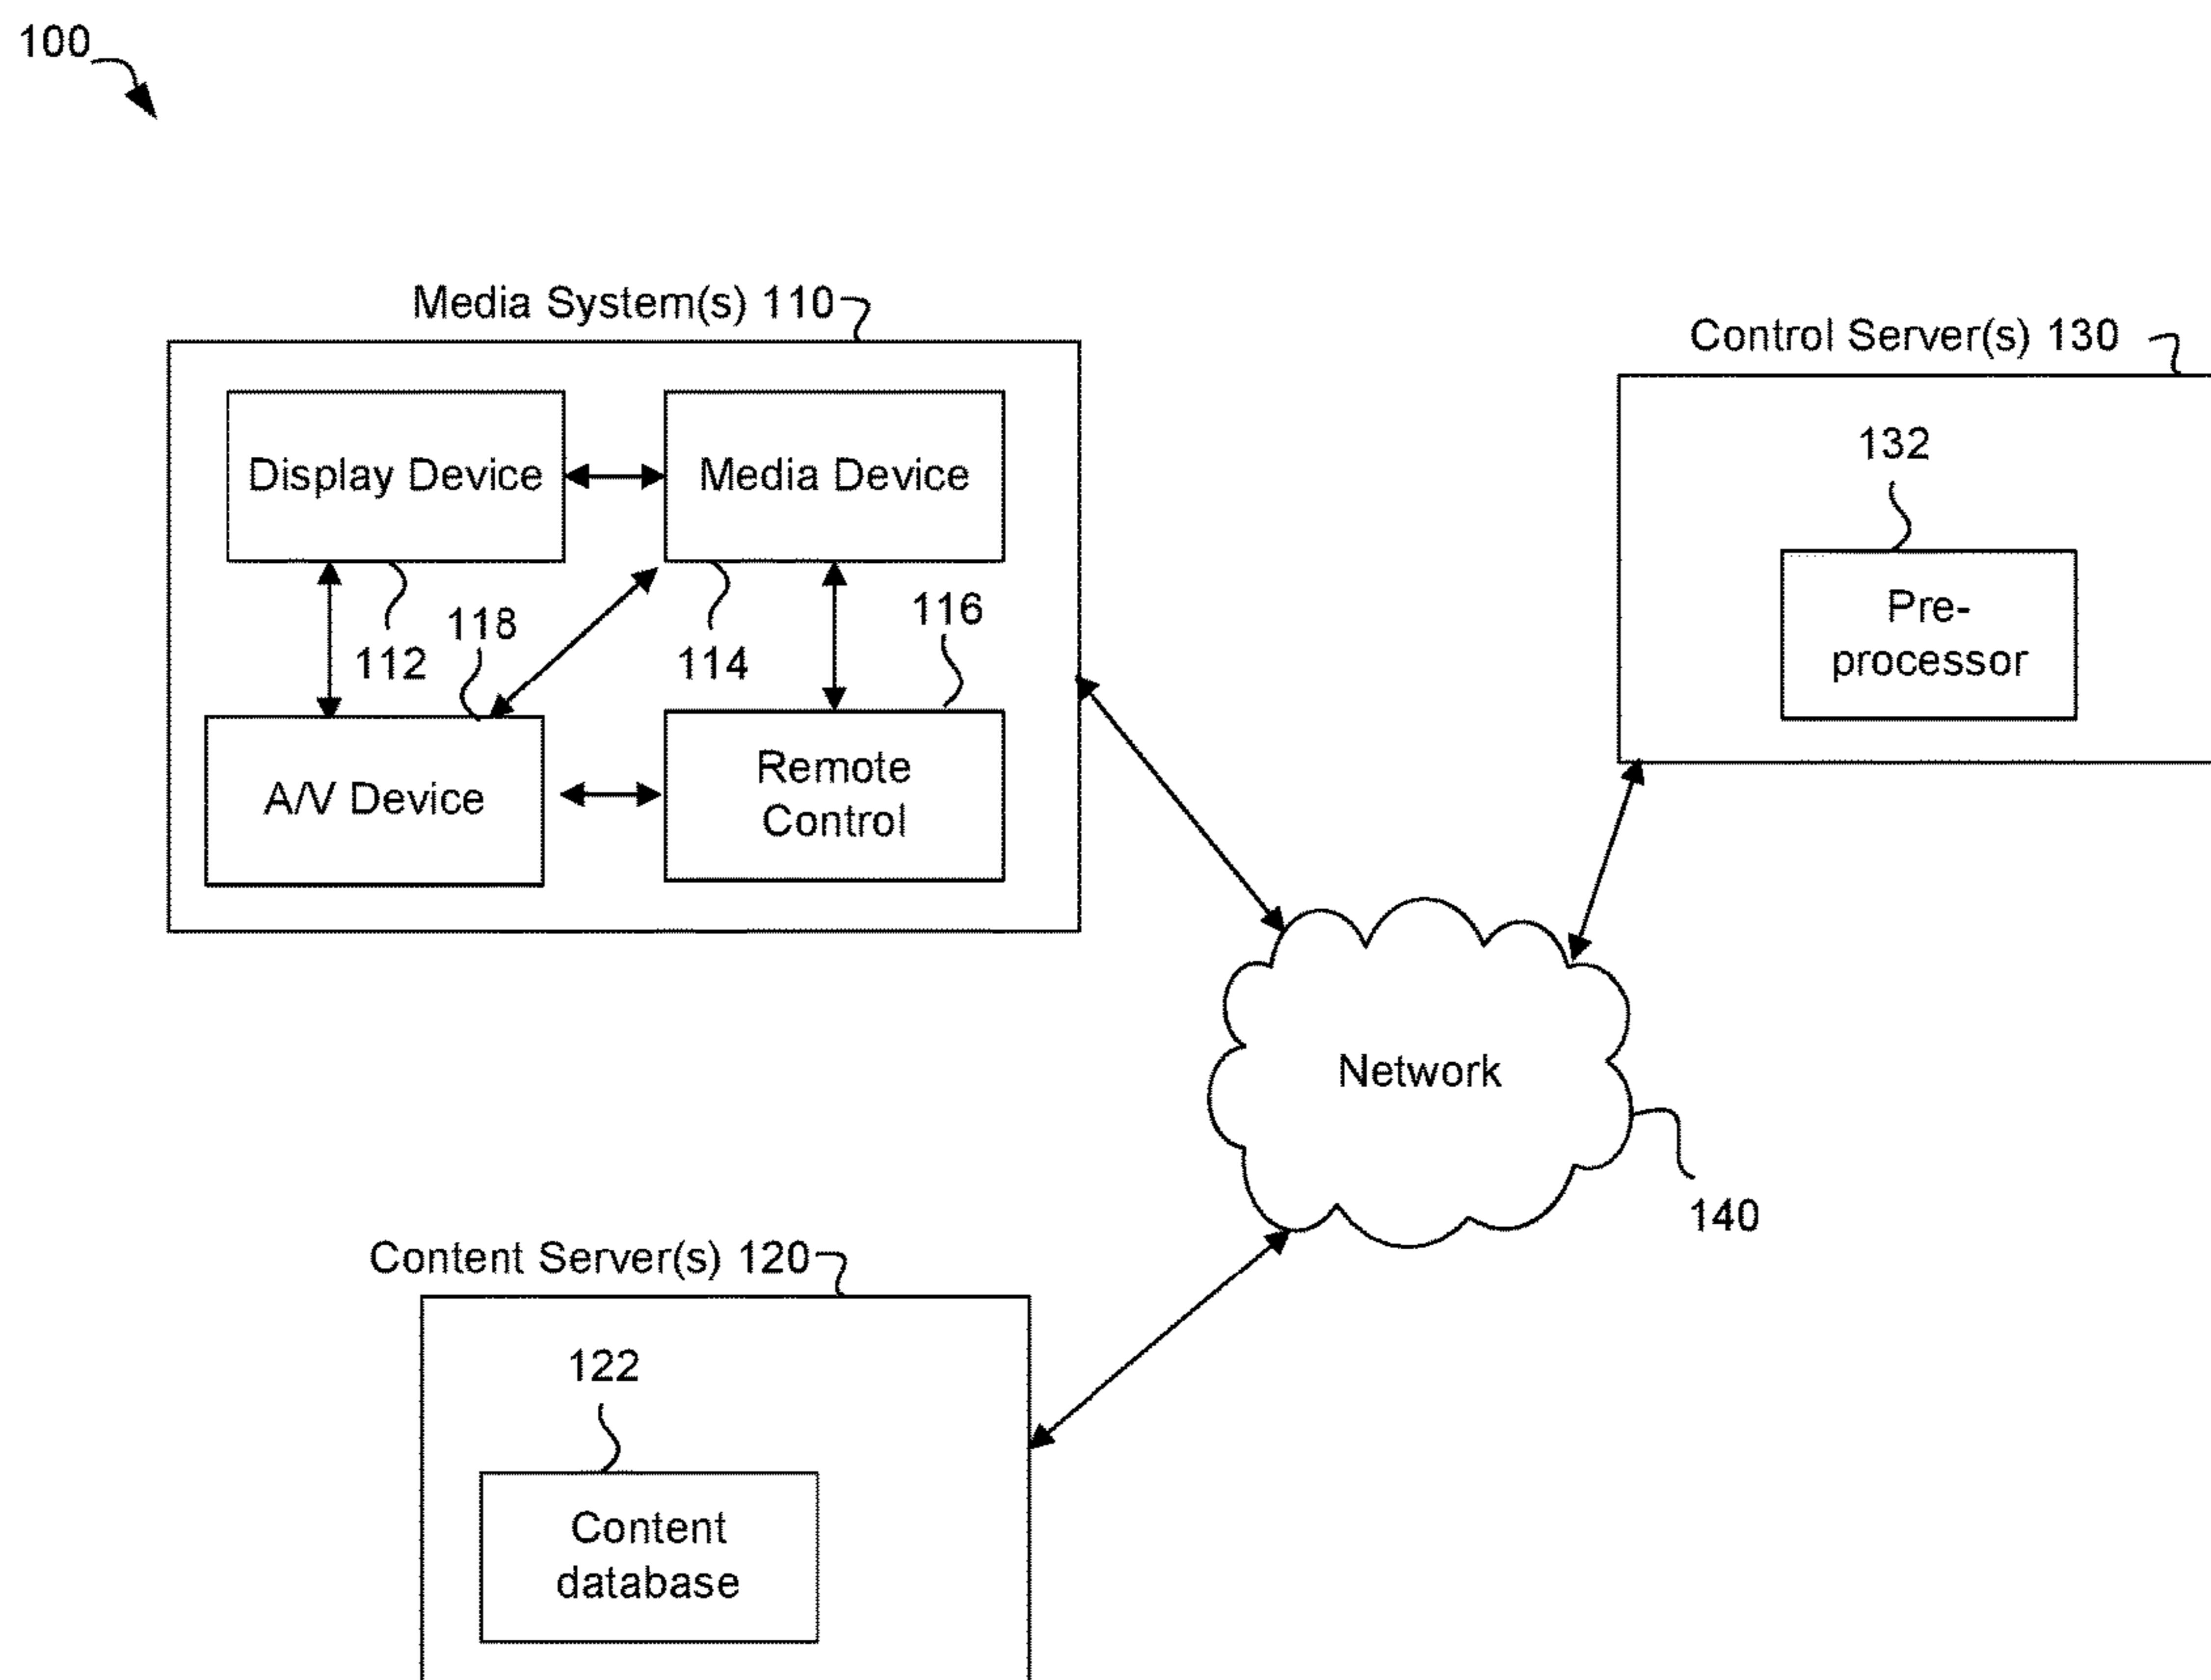 100
Media System(s) 110
Control Server(s) 130
132
Display Device
Media Device
Pre-
processor
112
118
114
116
A/V Device
Remote
Control
Network
140
Content Server(s) 120
122
Content
database